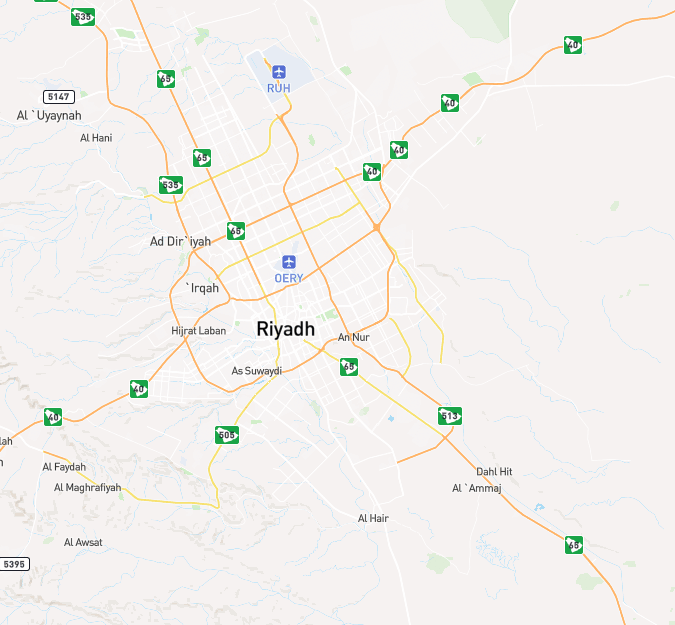 535
40
65
RUH
5147
40
Al `Uyaynah
Al Hani
40
65
40
535
65
Ad Dir`iyah
OERY
`Irqah
Riyadh
Hijrat Laban
An Nur
65
As Suwaydi
40
40
513
505
lah
Al Faydah
Dahl Hit
Al Maghrafiyah
Al `Ammaj
Al Hair
Al Awsat
65
5395